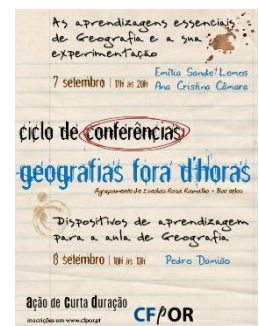 As aprendizagens essenciais
de Geografia e a sua
experimentação
Emília Sande Lemos
7 setembro | 17H às 20H Ana Cristina Câmara
ciclo de conferências
geografias fora d'horas
Agrupamento de Escolas Rosa Ramalho - Barcelos
Dispositivos de aprendizagem
para a aula de Geografia
8 setembro | às Pedro Damião
ação de curta duração
inscrições em www.cfpor.pt
CFPOR